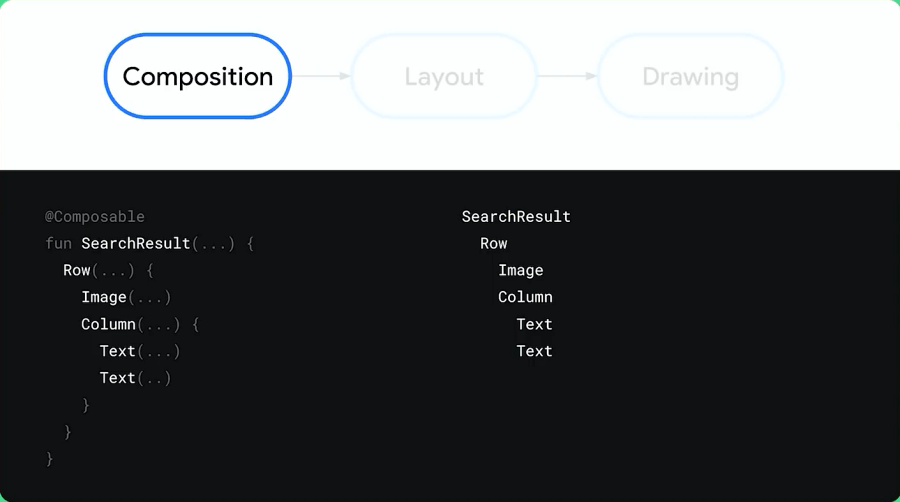 Composition
Layout
Drawing
@Composable
fun SearchResult(...) {
  Row(...) {
    Image(...)
    Column(...) {
      Text(...)
      Text(..)
    }
  }
}
SearchResult
  Row
    Image
    Column
      Text
      Text